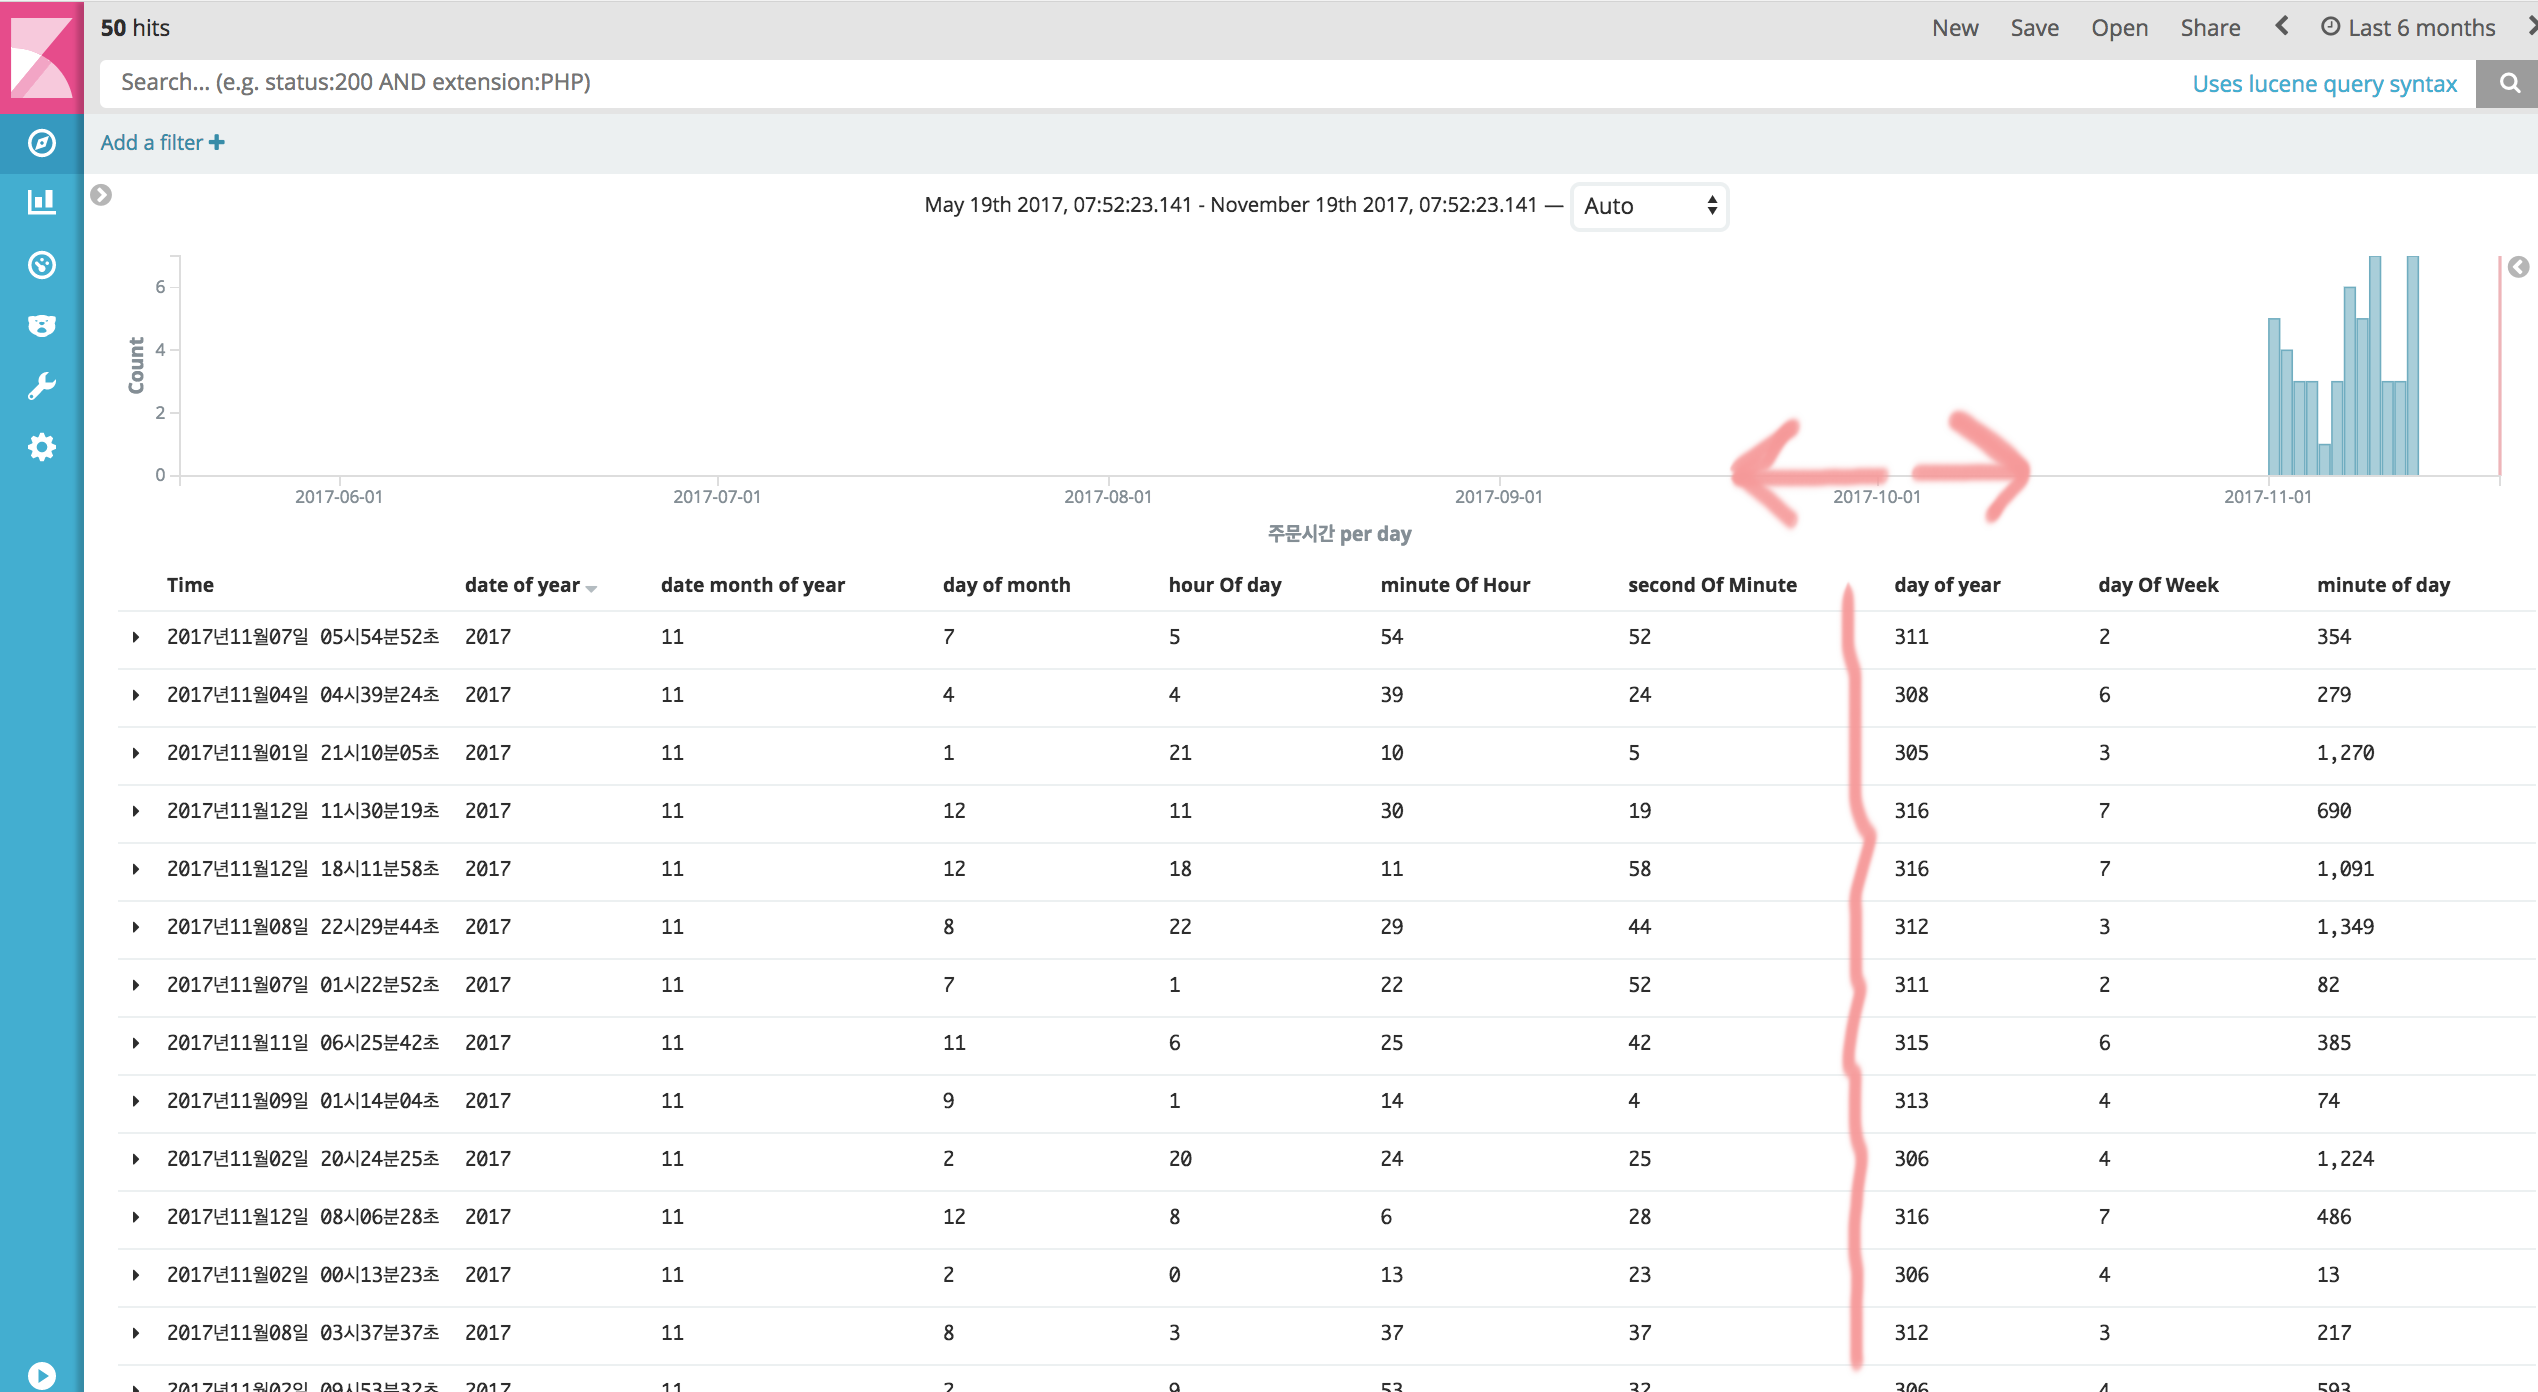 50 hits New Save Open Share Last 6 months
Search... (e.g. status:200 AND extension:PHP) Uses lucene query syntax
Add a filter
May 19th 2017, 07:52:23.141 - November 19th 2017, 07:52:23.141 — Auto
Count
6
4
2
0
2017-06-01 2017-07-01 2017-08-01 2017-09-01 2017-10-01 2017-11-01
주문시간 per day
Time date of year date month of year day of month hour Of day minute Of Hour second Of Minute day of year day Of Week minute of day
2017년11월07일 05시54분52초 2017 11 7 5 54 52 311 2 354
2017년11월04일 04시39분24초 2017 11 4 4 39 24 308 6 279
2017년11월01일 21시10분05초 2017 11 1 21 10 5 305 3 1,270
2017년11월12일 11시30분19초 2017 11 12 11 30 19 316 7 690
2017년11월12일 18시11분58초 2017 11 12 18 11 58 316 7 1,091
2017년11월08일 22시29분44초 2017 11 8 22 29 44 312 3 1,349
2017년11월07일 01시22분52초 2017 11 7 1 22 52 311 2 82
2017년11월11일 06시25분42초 2017 11 11 6 25 42 315 6 385
2017년11월09일 01시14분04초 2017 11 9 1 14 4 313 4 74
2017년11월02일 20시24분25초 2017 11 2 20 24 25 306 4 1,224
2017년11월12일 08시06분28초 2017 11 12 8 6 28 316 7 486
2017년11월02일 00시13분23초 2017 11 2 0 13 23 306 4 13
2017년11월08일 03시37분37초 2017 11 8 3 37 37 312 3 217
2017년11월02일 09시53분32초 2017 11 2 9 53 32 306 4 593